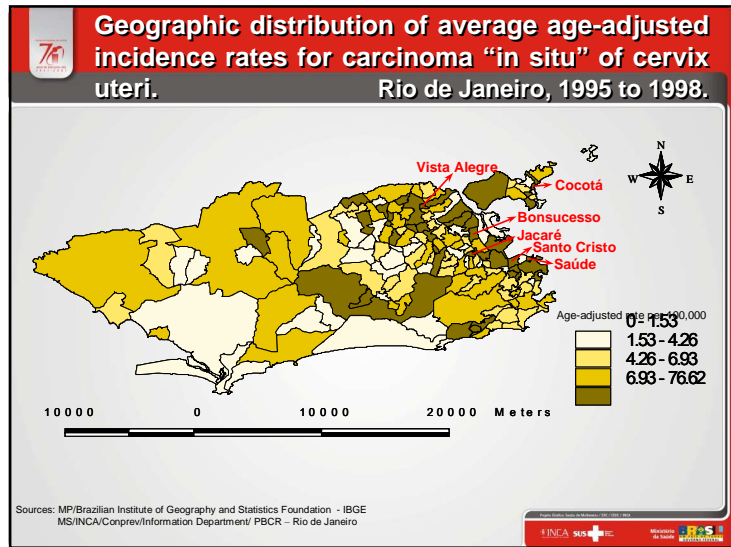 Geographic distribution of average age-adjusted
incidence rates for carcinoma “in situ” of cervix
uteri. Rio de Janeiro, 1995 to 1998.
N
W E
S
Vista Alegre
Cocotá
Bonsucesso
Jacaré
Santo Cristo
Saúde
Age-adjusted rate per 100,000
0 - 1.53
1.53 - 4.26
4.26 - 6.93
6.93 - 76.62
10000 0 10000 20000 Meters
Sources: MP/Brazilian Institute of Geography and Statistics Foundation - IBGE
MS/INCA/Conprev/Information Department/ PBCR – Rio de Janeiro
INCA SUS Ministério da Saúde BRASIL